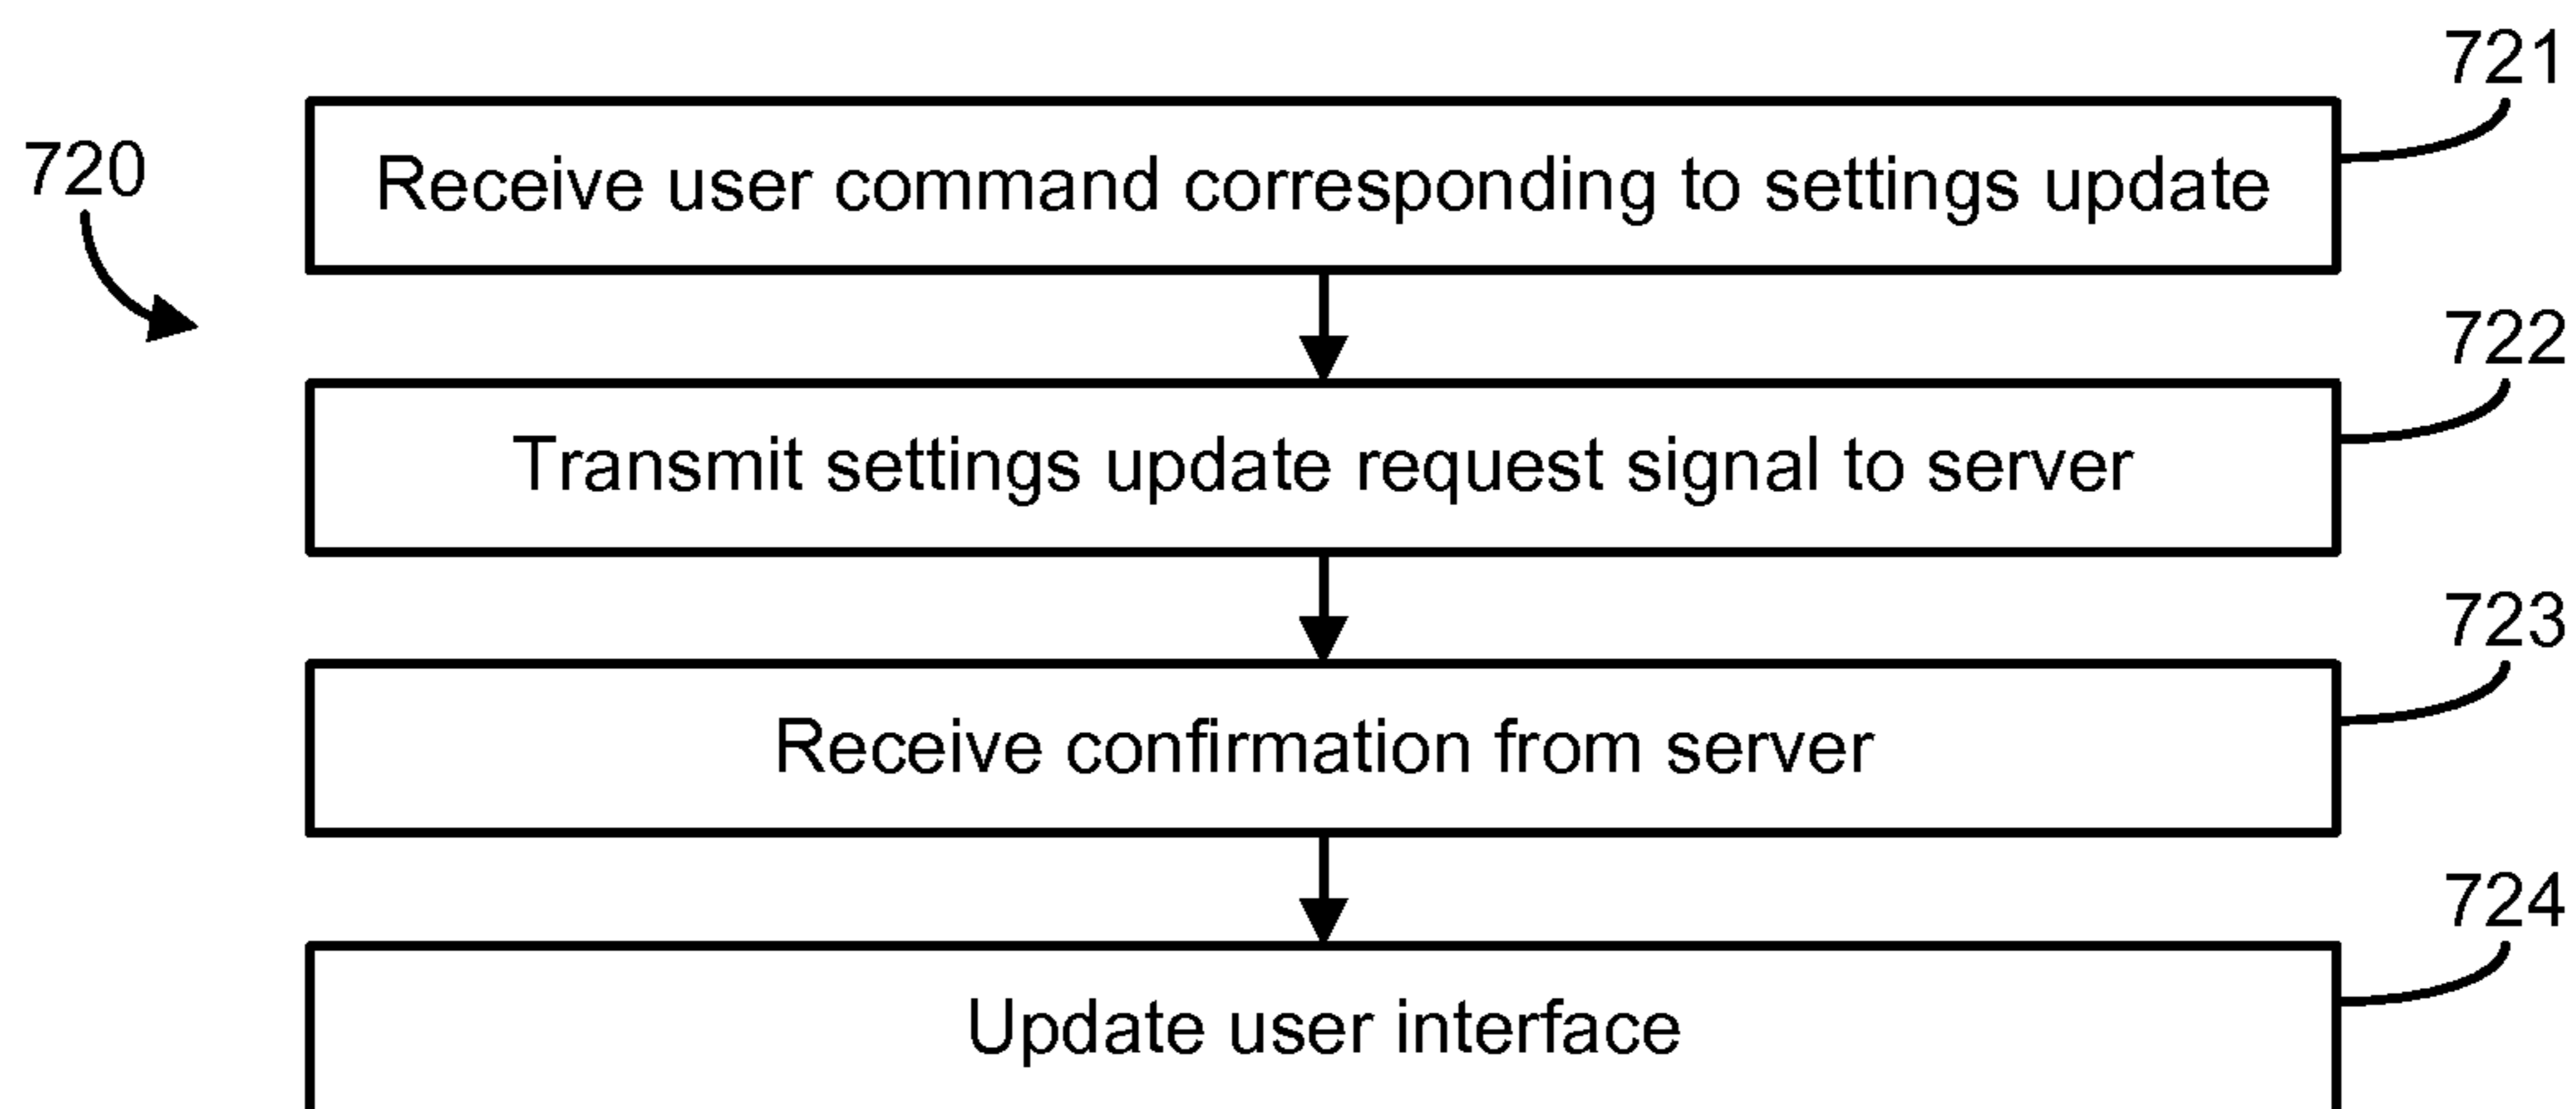 721
720
Receive user command corresponding to settings update
722
Transmit settings update request signal to server
723
Receive confirmation from server
724
Update user interface